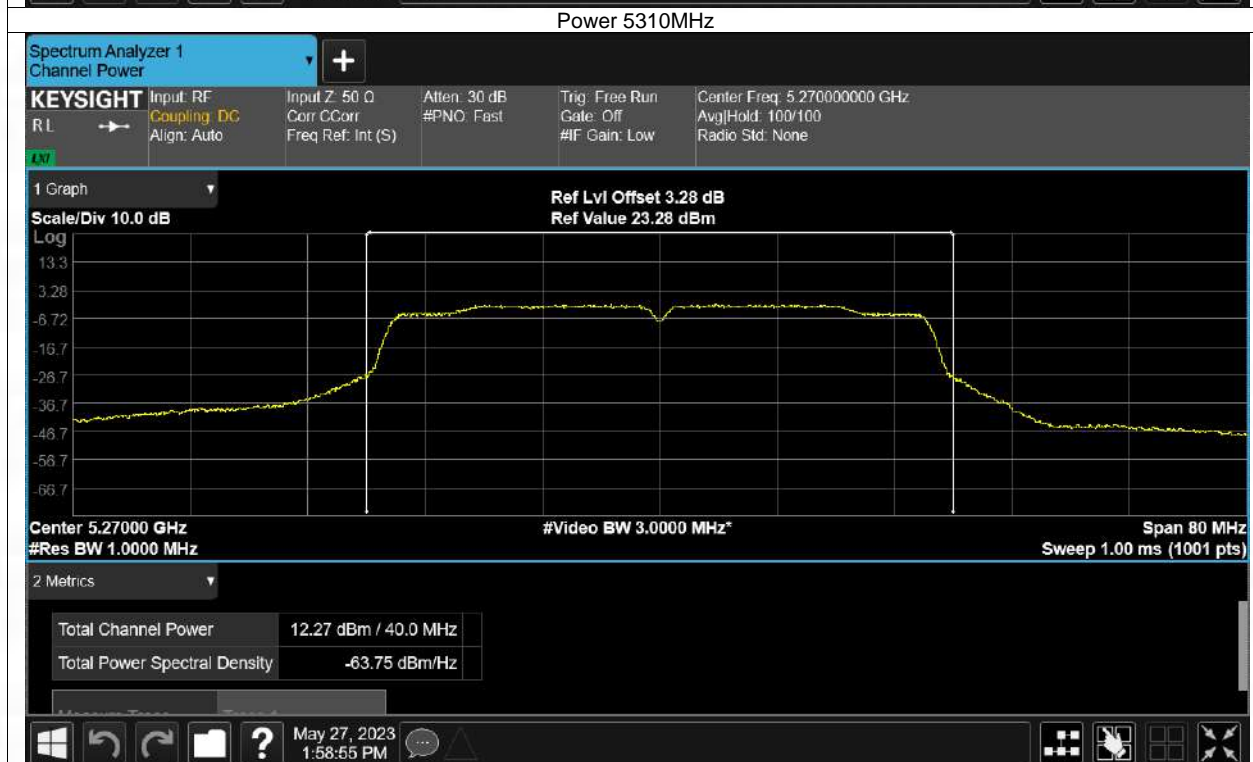 Power 5310MHz
Spectrum Analyzer 1
Channel Power
+
KEYSIGHT Input: RF Input Z: 50 Ω Atten: 30 dB Trig: Free Run Center Freq: 5.270000000 GHz
RL Coupling: DC Corr CCorr #PNO: Fast Gate: Off Avg|Hold: 100/100
Align: Auto Freq Ref: Int (S) #IF Gain: Low Radio Std: None
LXI
1 Graph
Ref Lvl Offset 3.28 dB
Scale/Div 10.0 dB Ref Value 23.28 dBm
Log
13.3
3.28
-6.72
-16.7
-26.7
-36.7
-46.7
-56.7
-66.7
Center 5.27000 GHz #Video BW 3.0000 MHz* Span 80 MHz
#Res BW 1.0000 MHz Sweep 1.00 ms (1001 pts)
2 Metrics
Total Channel Power 12.27 dBm / 40.0 MHz
Total Power Spectral Density -63.75 dBm/Hz
? May 27, 2023
1:58:55 PM